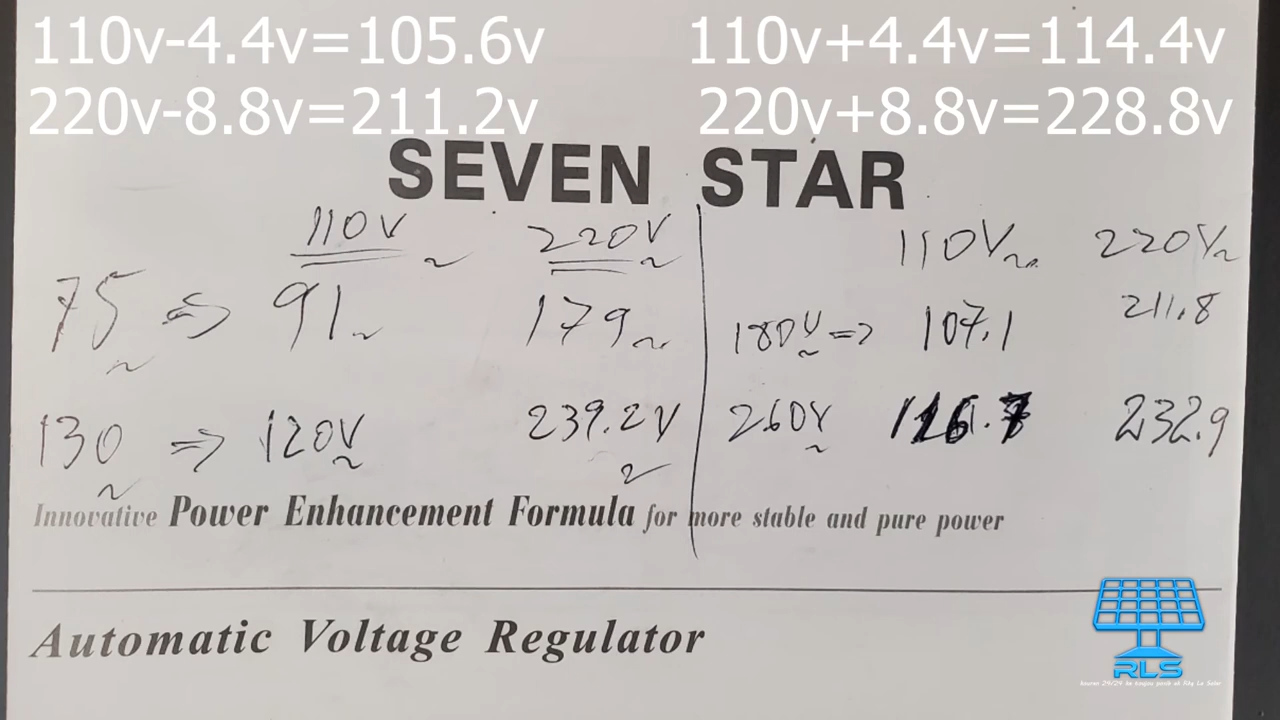 110v-4.4v=105.6v 110v+4.4v=114.4v
220v-8.8v=211.2v 220v+8.8v=228.8v
SEVEN STAR
110V~ 220V~ 110V~ 220V~
75~ => 91~ 179~ 180V~ => 107.1 211.8
130~ => 120V~ 239.2V~ 260V~ 116.7 232.9
Innovative Power Enhancement Formula for more stable and pure power
Automatic Voltage Regulator
RLS